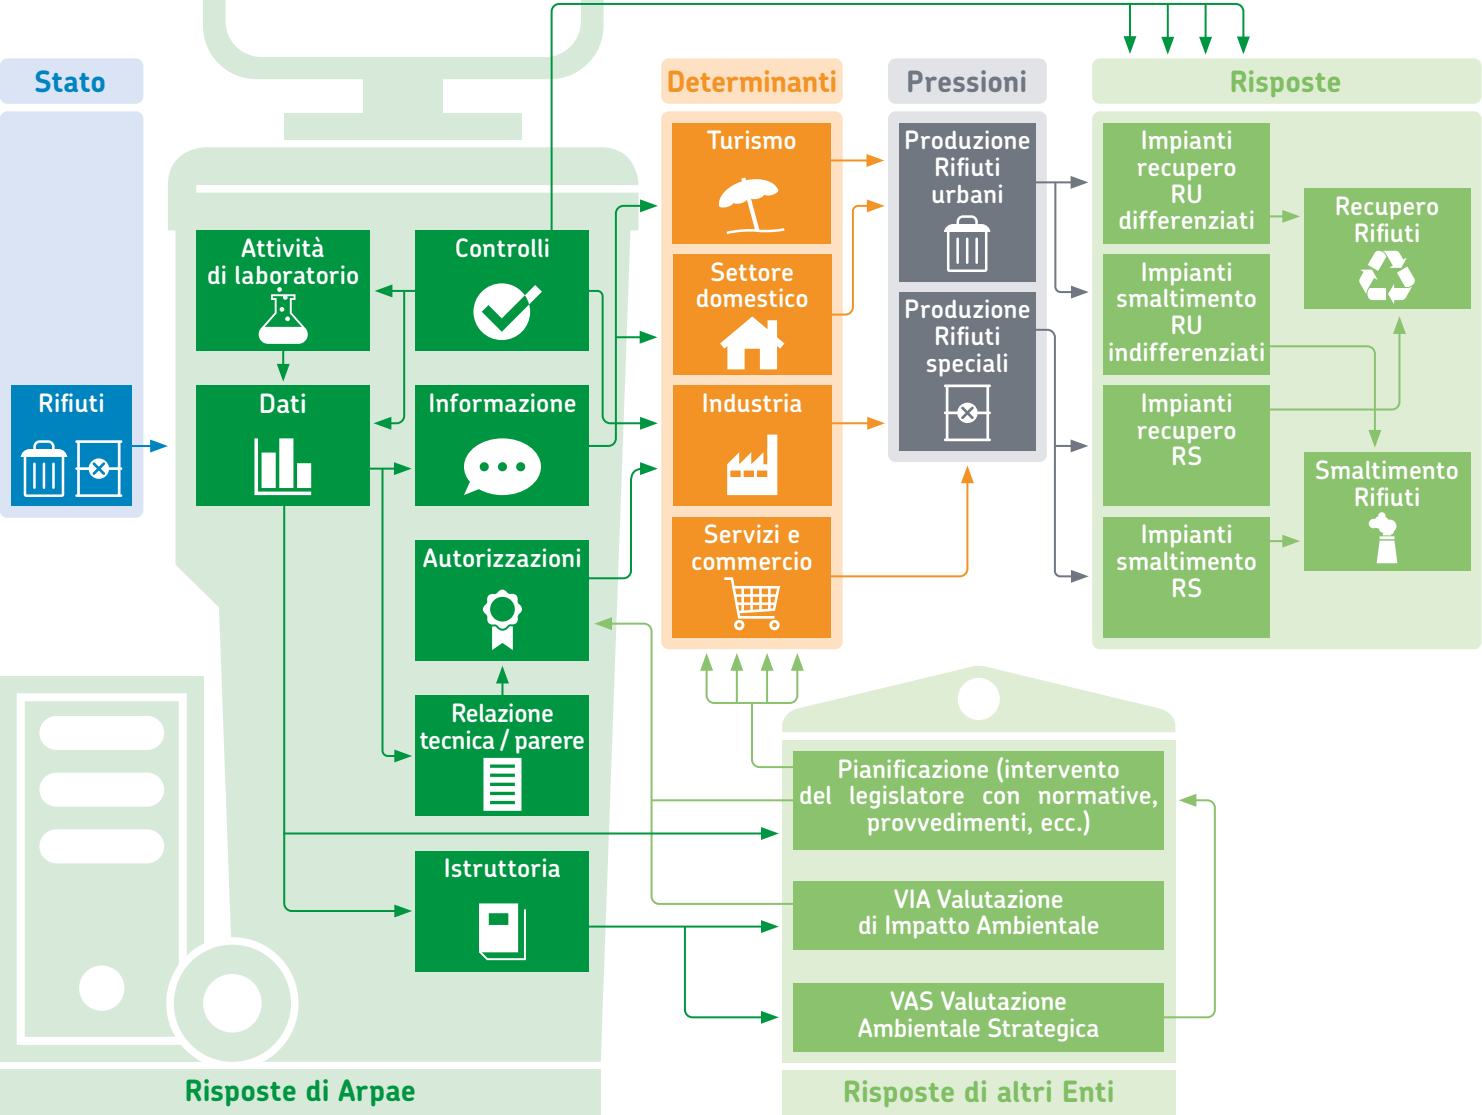 Stato
Rifiuti
Attività
di laboratorio
Controlli
Dati
Informazione
Autorizzazioni
Relazione
tecnica / parere
Istruttoria
Risposte di Arpae
Determinanti
Turismo
Settore
domestico
Industria
Servizi e
commercio
Pressioni
Produzione
Rifiuti
urbani
Produzione
Rifiuti
speciali
Risposte
Impianti
recupero
RU
differenziati
Impianti
smaltimento
RU
indifferenziati
Impianti
recupero
RS
Impianti
smaltimento
RS
Recupero
Rifiuti
Smaltimento
Rifiuti
Pianificazione (intervento
del legislatore con normative,
provvedimenti, ecc.)
VIA Valutazione
di Impatto Ambientale
VAS Valutazione
Ambientale Strategica
Risposte di altri Enti